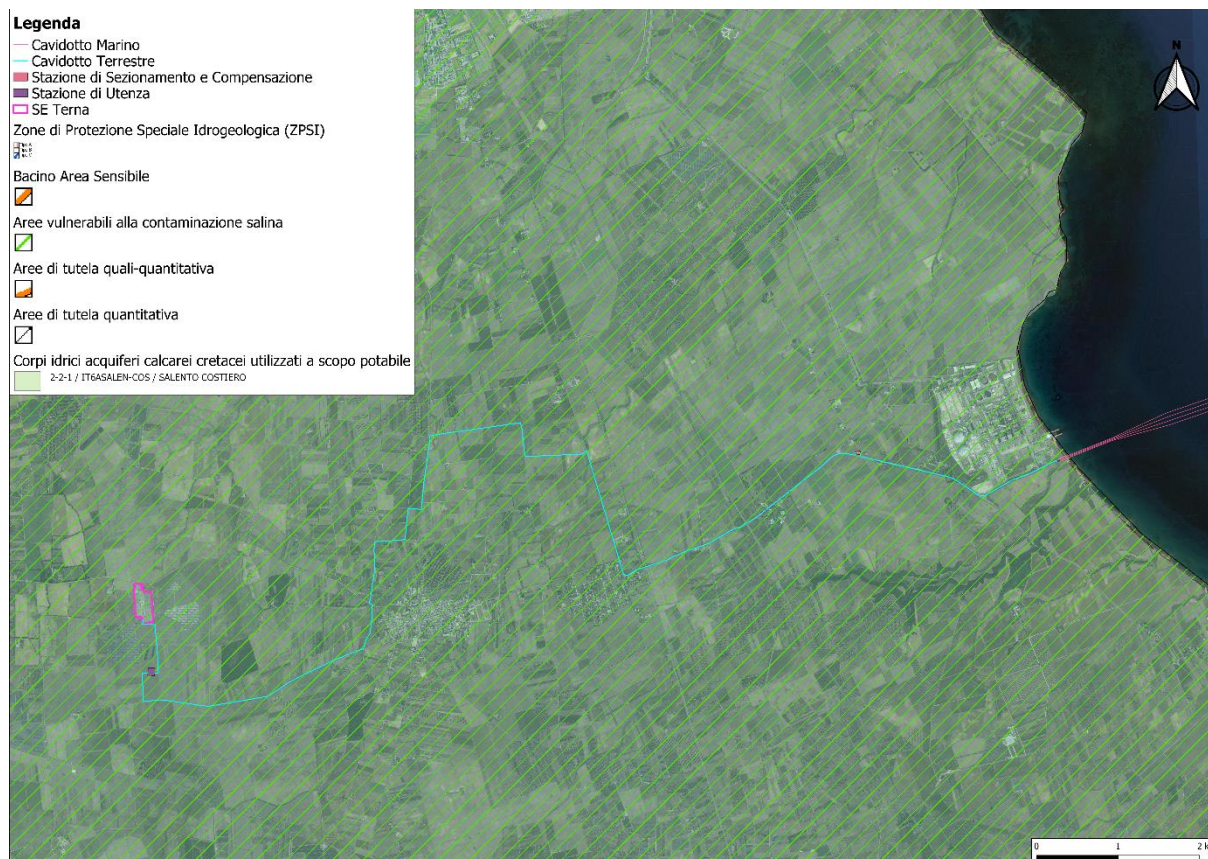 Legenda
Cavidotto Marino
Cavidotto Terrestre
Stazione di Sezionamento e Compensazione
Stazione di Utenza
SE Terna
Zone di Protezione Speciale Idrogeologica (ZPSI)
Bacino Area Sensibile
Aree vulnerabili alla contaminazione salina
Aree di tutela quali-quantitativa
Aree di tutela quantitativa
Corpi idrici acquiferi calcarei cretacei utilizzati a scopo potabile
2-2-1 / IT6ASALEN-COS / SALENTO COSTIERO
N
0 1 2 k